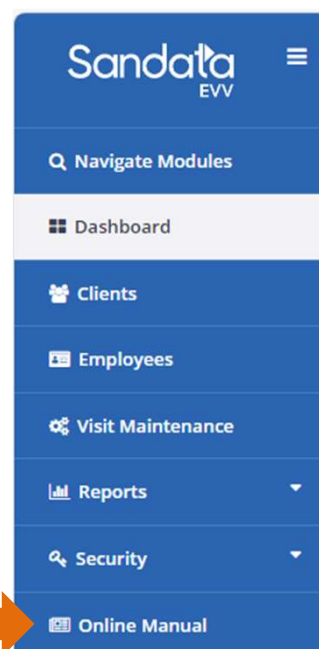 Sandata
EVV
Navigate Modules
Dashboard
Clients
Employees
Visit Maintenance
Reports
Security
Online Manual